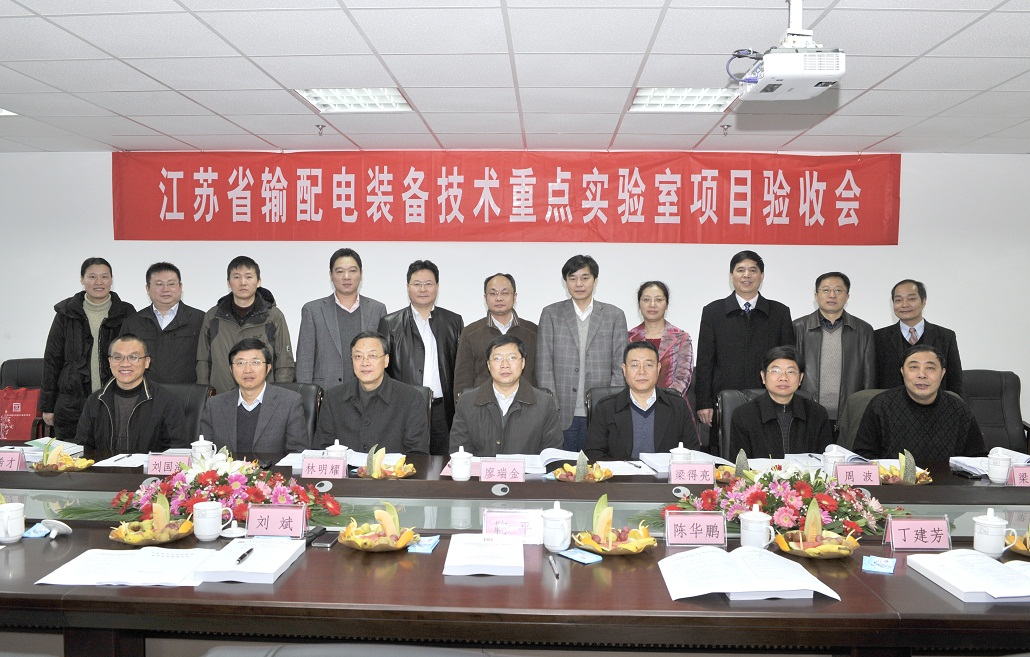 江苏省输配电装备技术重点实验室项目验收会
刘国海
林明耀
廖瑞金
梁得亮
周 波
梁
刘 斌
陈华鹏
丁建芳